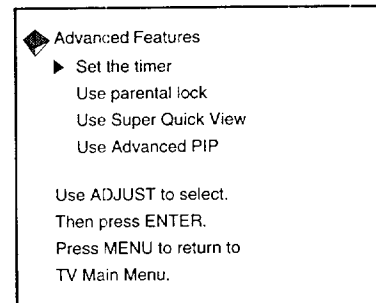 Advanced Features
Set the timer
Use parental lock
Use Super Quick View
Use Advanced PIP
Use ADJUST to select.
Then press ENTER.
Press MENU to return to
TV Main Menu.